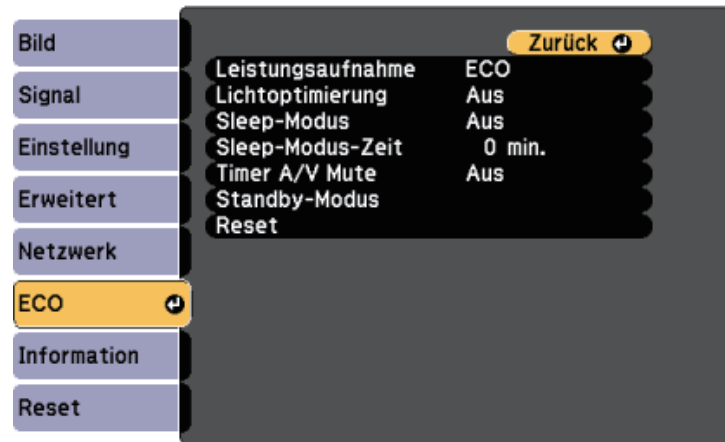 Bild
Signal
Einstellung
Erweitert
Netzwerk
ECO
Information
Reset
Zurück
Leistungsaufnahme ECO
Lichtoptimierung Aus
Sleep-Modus Aus
Sleep-Modus-Zeit 0 min.
Timer A/V Mute Aus
Standby-Modus
Reset